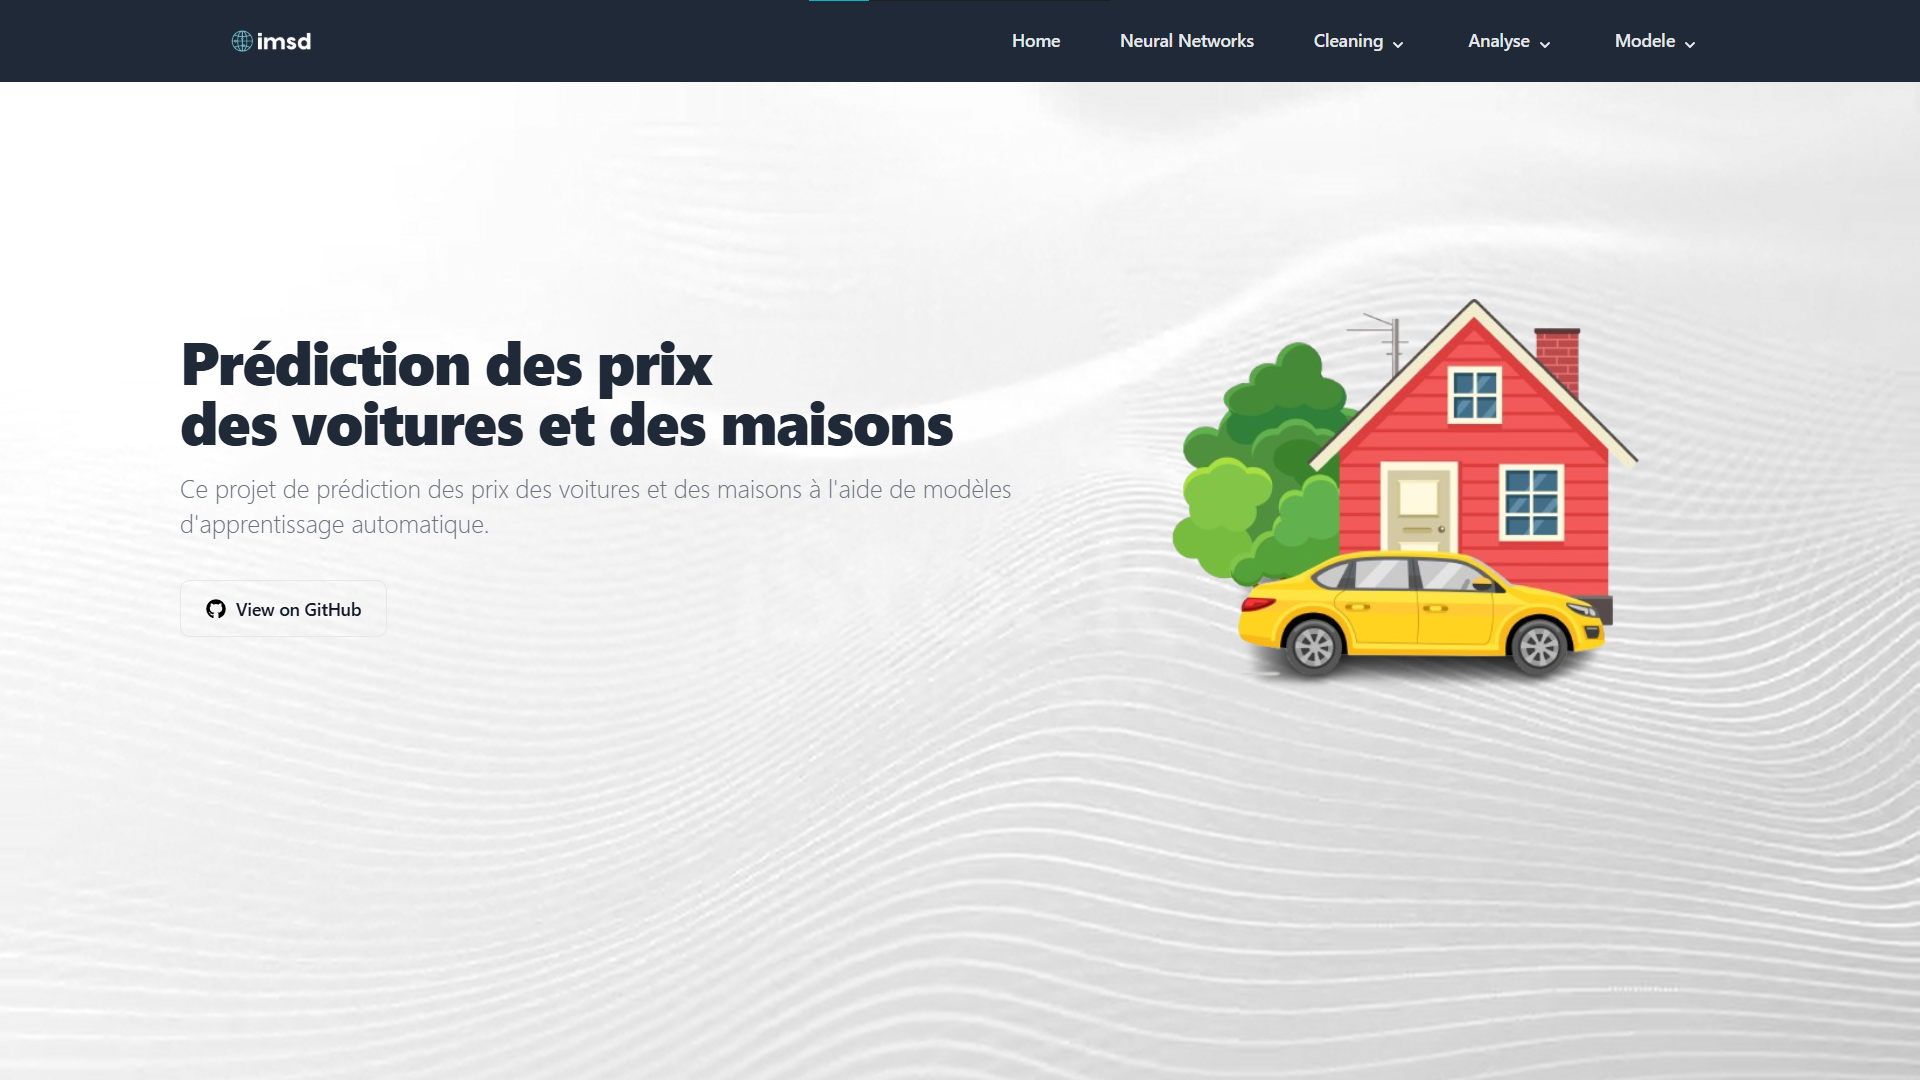 imsd
Home
Neural Networks
Cleaning
Analyse
Modele
Prédiction des prix
des voitures et des maisons
Ce projet de prédiction des prix des voitures et des maisons à l'aide de modèles
d'apprentissage automatique.
View on GitHub